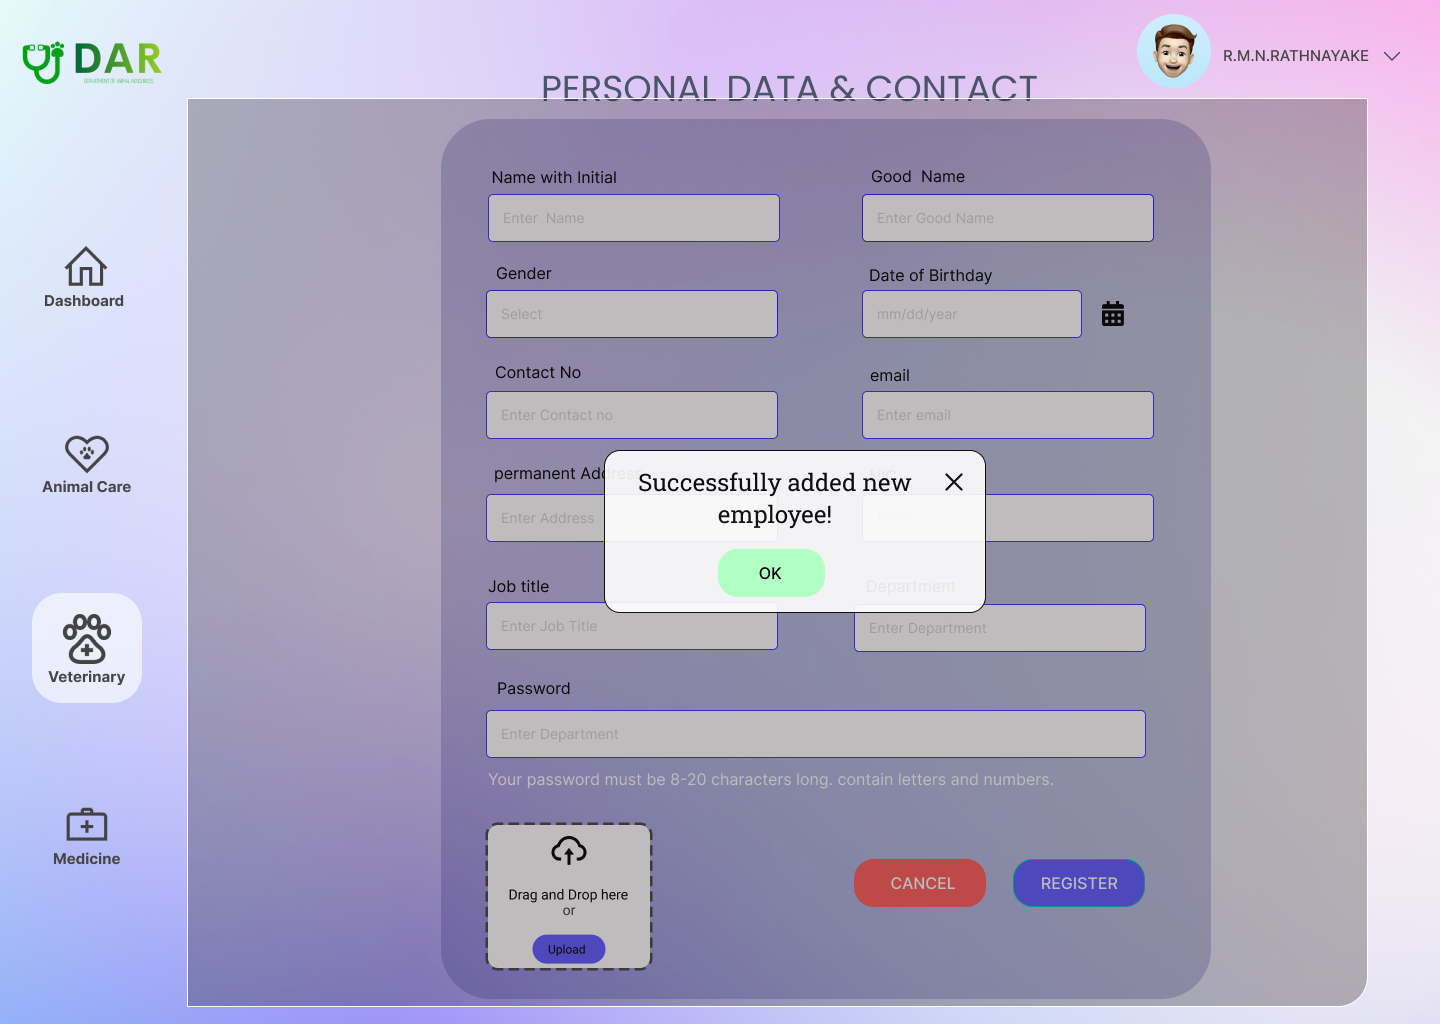 DAR
DEPARTMENT OF ANIMAL RESOURCES
R.M.N.RATHNAYAKE
PERSONAL DATA & CONTACT
Name with Initial
Good  Name
Enter  Name
Enter Good Name
Gender
Date of Birthday
Select
mm/dd/year
Contact No
email
Enter Contact no
Enter email
permanent Address
NIC
Enter Address
Successfully added new
employee!
OK
Job title
Department
Enter Job Title
Enter Department
Password
Enter Department
Your password must be 8-20 characters long. contain letters and numbers.
Drag and Drop here
or
Upload
CANCEL
REGISTER
Dashboard
Animal Care
Veterinary
Medicine